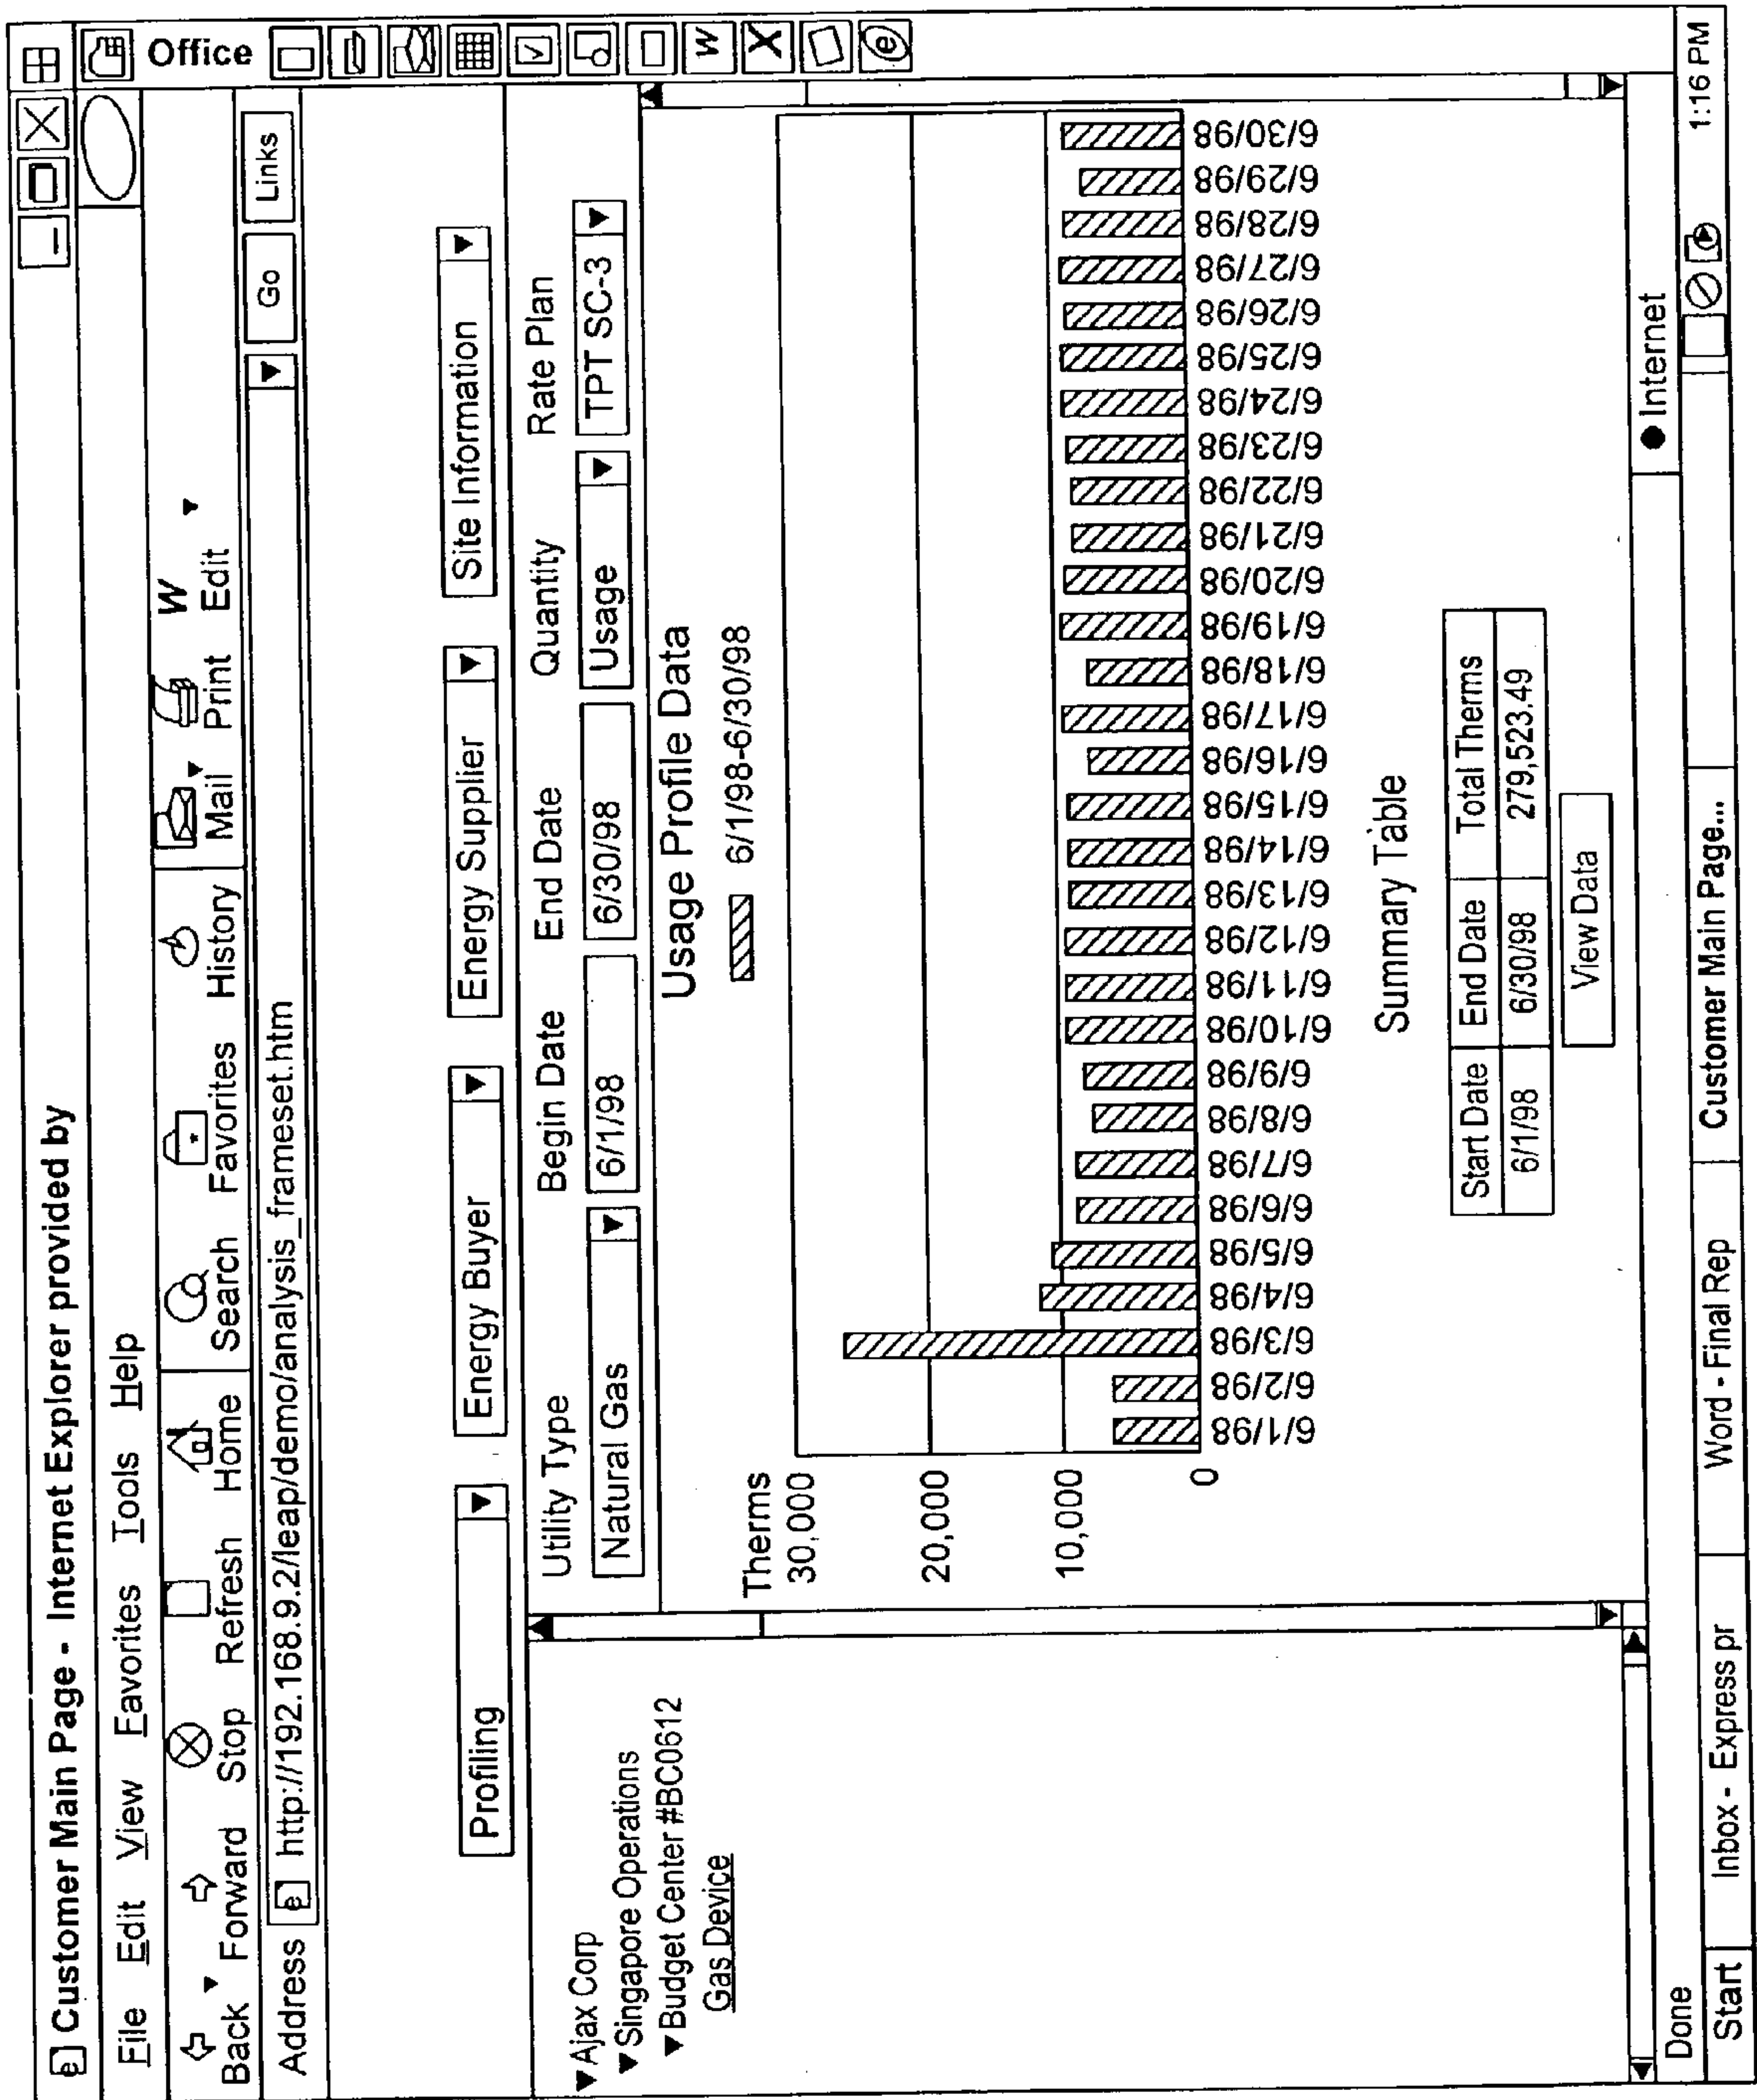 Customer Main Page - Internet Explorer provided by
Office
File Edit View Favorites Tools Help
Back Forward Stop Refresh Home Search Favorites History Mail Print Edit
Address http://192.168.9.2/leap/demo/analysis_frameset.htm Go Links
Profiling Energy Buyer Energy Supplier Site Information
Ajax Corp
Singapore Operations
Budget Center #BC0612
Gas Device
Utility Type Begin Date End Date Quantity Rate Plan
Natural Gas 6/1/98 6/30/98 Usage TPT SC-3
Usage Profile Data
6/1/98-6/30/98
Therms
30,000
20,000
10,000
0
6/1/98 6/2/98 6/3/98 6/4/98 6/5/98 6/6/98 6/7/98 6/8/98 6/9/98 6/10/98 6/11/98 6/12/98 6/13/98 6/14/98 6/15/98 6/16/98 6/17/98 6/18/98 6/19/98 6/20/98 6/21/98 6/22/98 6/23/98 6/24/98 6/25/98 6/26/98 6/27/98 6/28/98 6/29/98 6/30/98
Summary Table
Start Date End Date Total Therms
6/1/98 6/30/98 279,523.49
View Data
Done Internet
Start Inbox - Express pr Word - Final Rep Customer Main Page... 1:16 PM